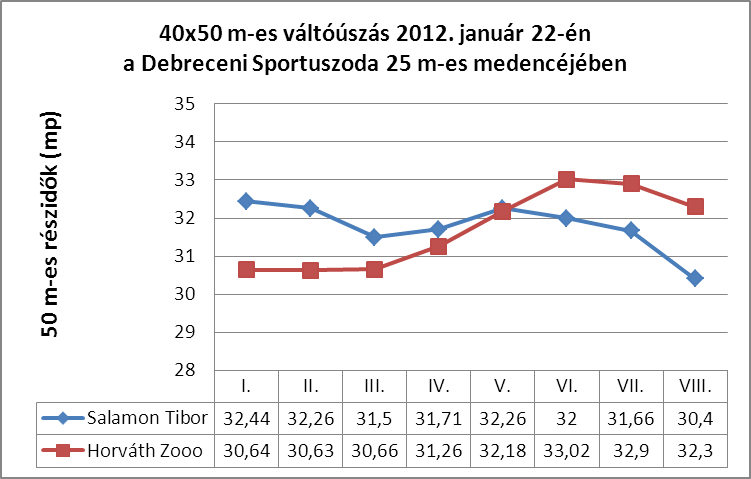 40x50 m-es váltóúszás 2012. január 22-én
a Debreceni Sportuszoda 25 m-es medencéjében
50 m-es részidők (mp)
35
34
33
32
31
30
29
28
I. II. III. IV. V. VI. VII. VIII.
Salamon Tibor 32,44 32,26 31,5 31,71 32,26 32 31,66 30,4
Horváth Zooo 30,64 30,63 30,66 31,26 32,18 33,02 32,9 32,3